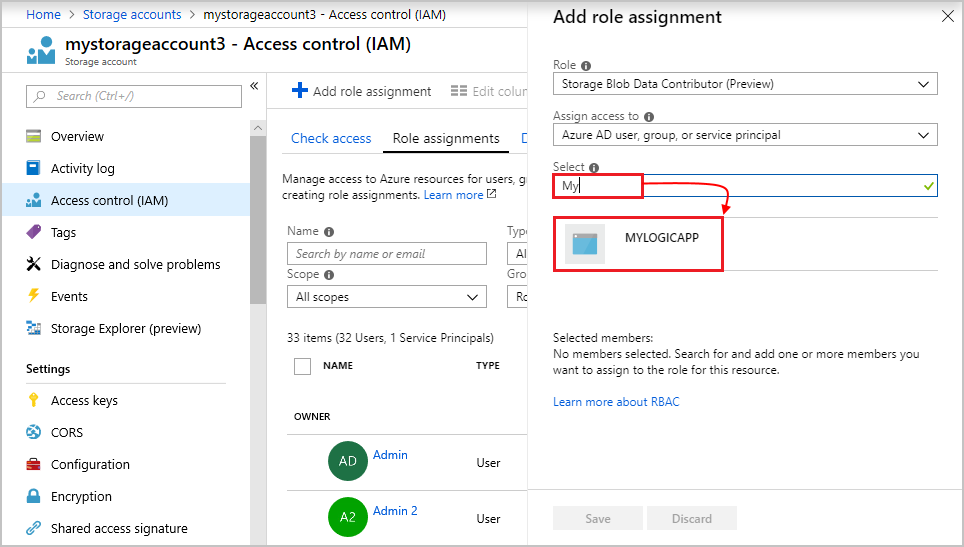 Home > Storage accounts > mystorageaccount3 - Access control (IAM)
mystorageaccount3 - Access control (IAM)
Storage account
Search (Ctrl+/)
«
Overview
Activity log
Access control (IAM)
Tags
Diagnose and solve problems
Events
Storage Explorer (preview)
Settings
Access keys
CORS
Configuration
Encryption
Shared access signature
Add role assignment
Edit colun
Check access
Role assignments
D
Manage access to Azure resources for users, g
creating role assignments. Learn more
Name
Type
Search by name or email
Al
Scope
Gro
All scopes
Ro
33 items (32 Users, 1 Service Principals)
NAME
TYPE
OWNER
AD
Admin
User
A2
Admin 2
User
Add role assignment
Role
Storage Blob Data Contributor (Preview)
Assign access to
Azure AD user, group, or service principal
Select
My
MYLOGICAPP
Selected members:
No members selected. Search for and add one or more members you
want to assign to the role for this resource.
Learn more about RBAC
Save
Discard